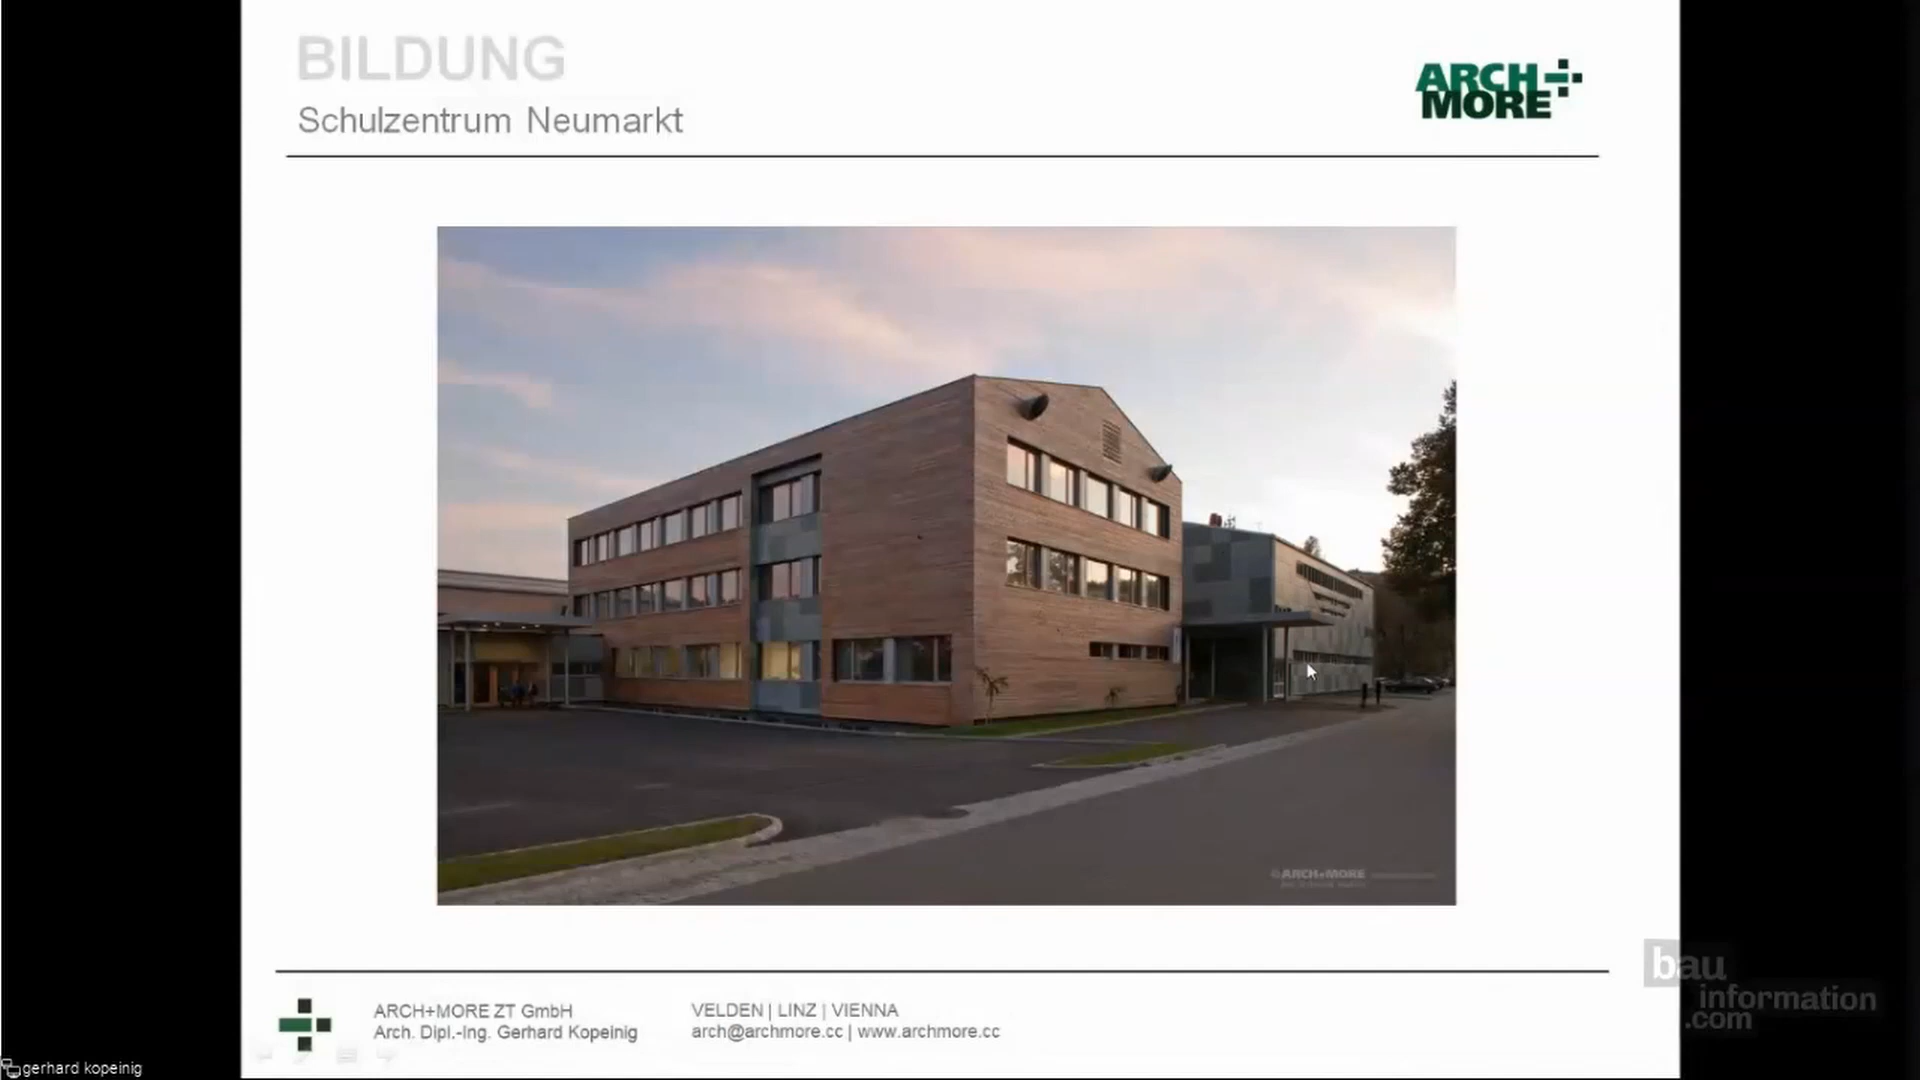 BILDUNG
Schulzentrum Neumarkt
ARCH
MORE
ARCH+MORE
ARCH+MORE ZT GmbH
Arch. Dipl.-Ing. Gerhard Kopeinig
VELDEN | LINZ | VIENNA
arch@archmore.cc | www.archmore.cc
bau
information
.com
gerhard kopeinig